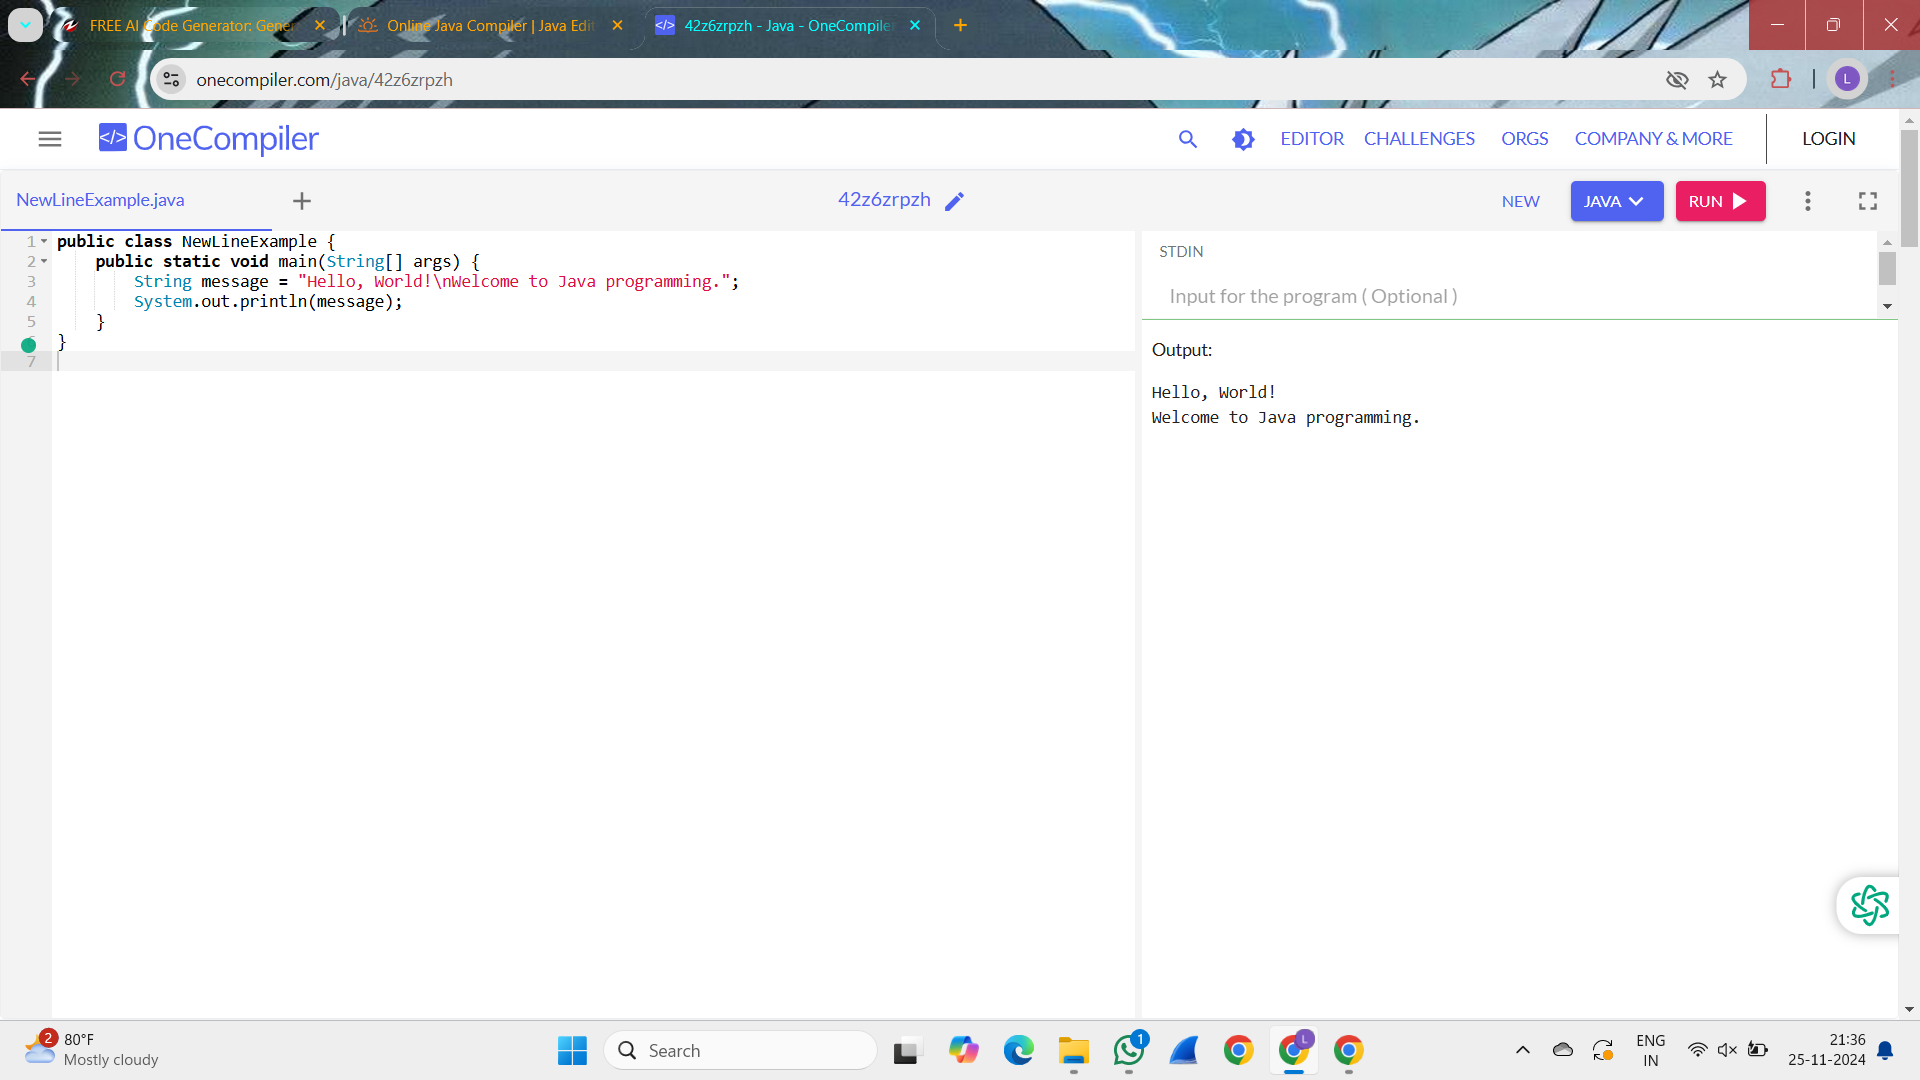 FREE AI Code Generator: Gener
Online Java Compiler | Java Edit
42z6zrpzh - Java - OneCompiler
onecompiler.com/java/42z6zrpzh
L
</> OneCompiler
EDITOR
CHALLENGES
ORGS
COMPANY & MORE
LOGIN
NewLineExample.java
42z6zrpzh
NEW
JAVA
RUN
1 public class NewLineExample {
2 public static void main(String[] args) {
3 String message = "Hello, World!\nWelcome to Java programming.";
4 System.out.println(message);
5 }
}
7
STDIN
Input for the program ( Optional )
Output:
Hello, World!
Welcome to Java programming.
2
80°F
Mostly cloudy
Search
1
L
ENG
IN
21:36
25-11-2024